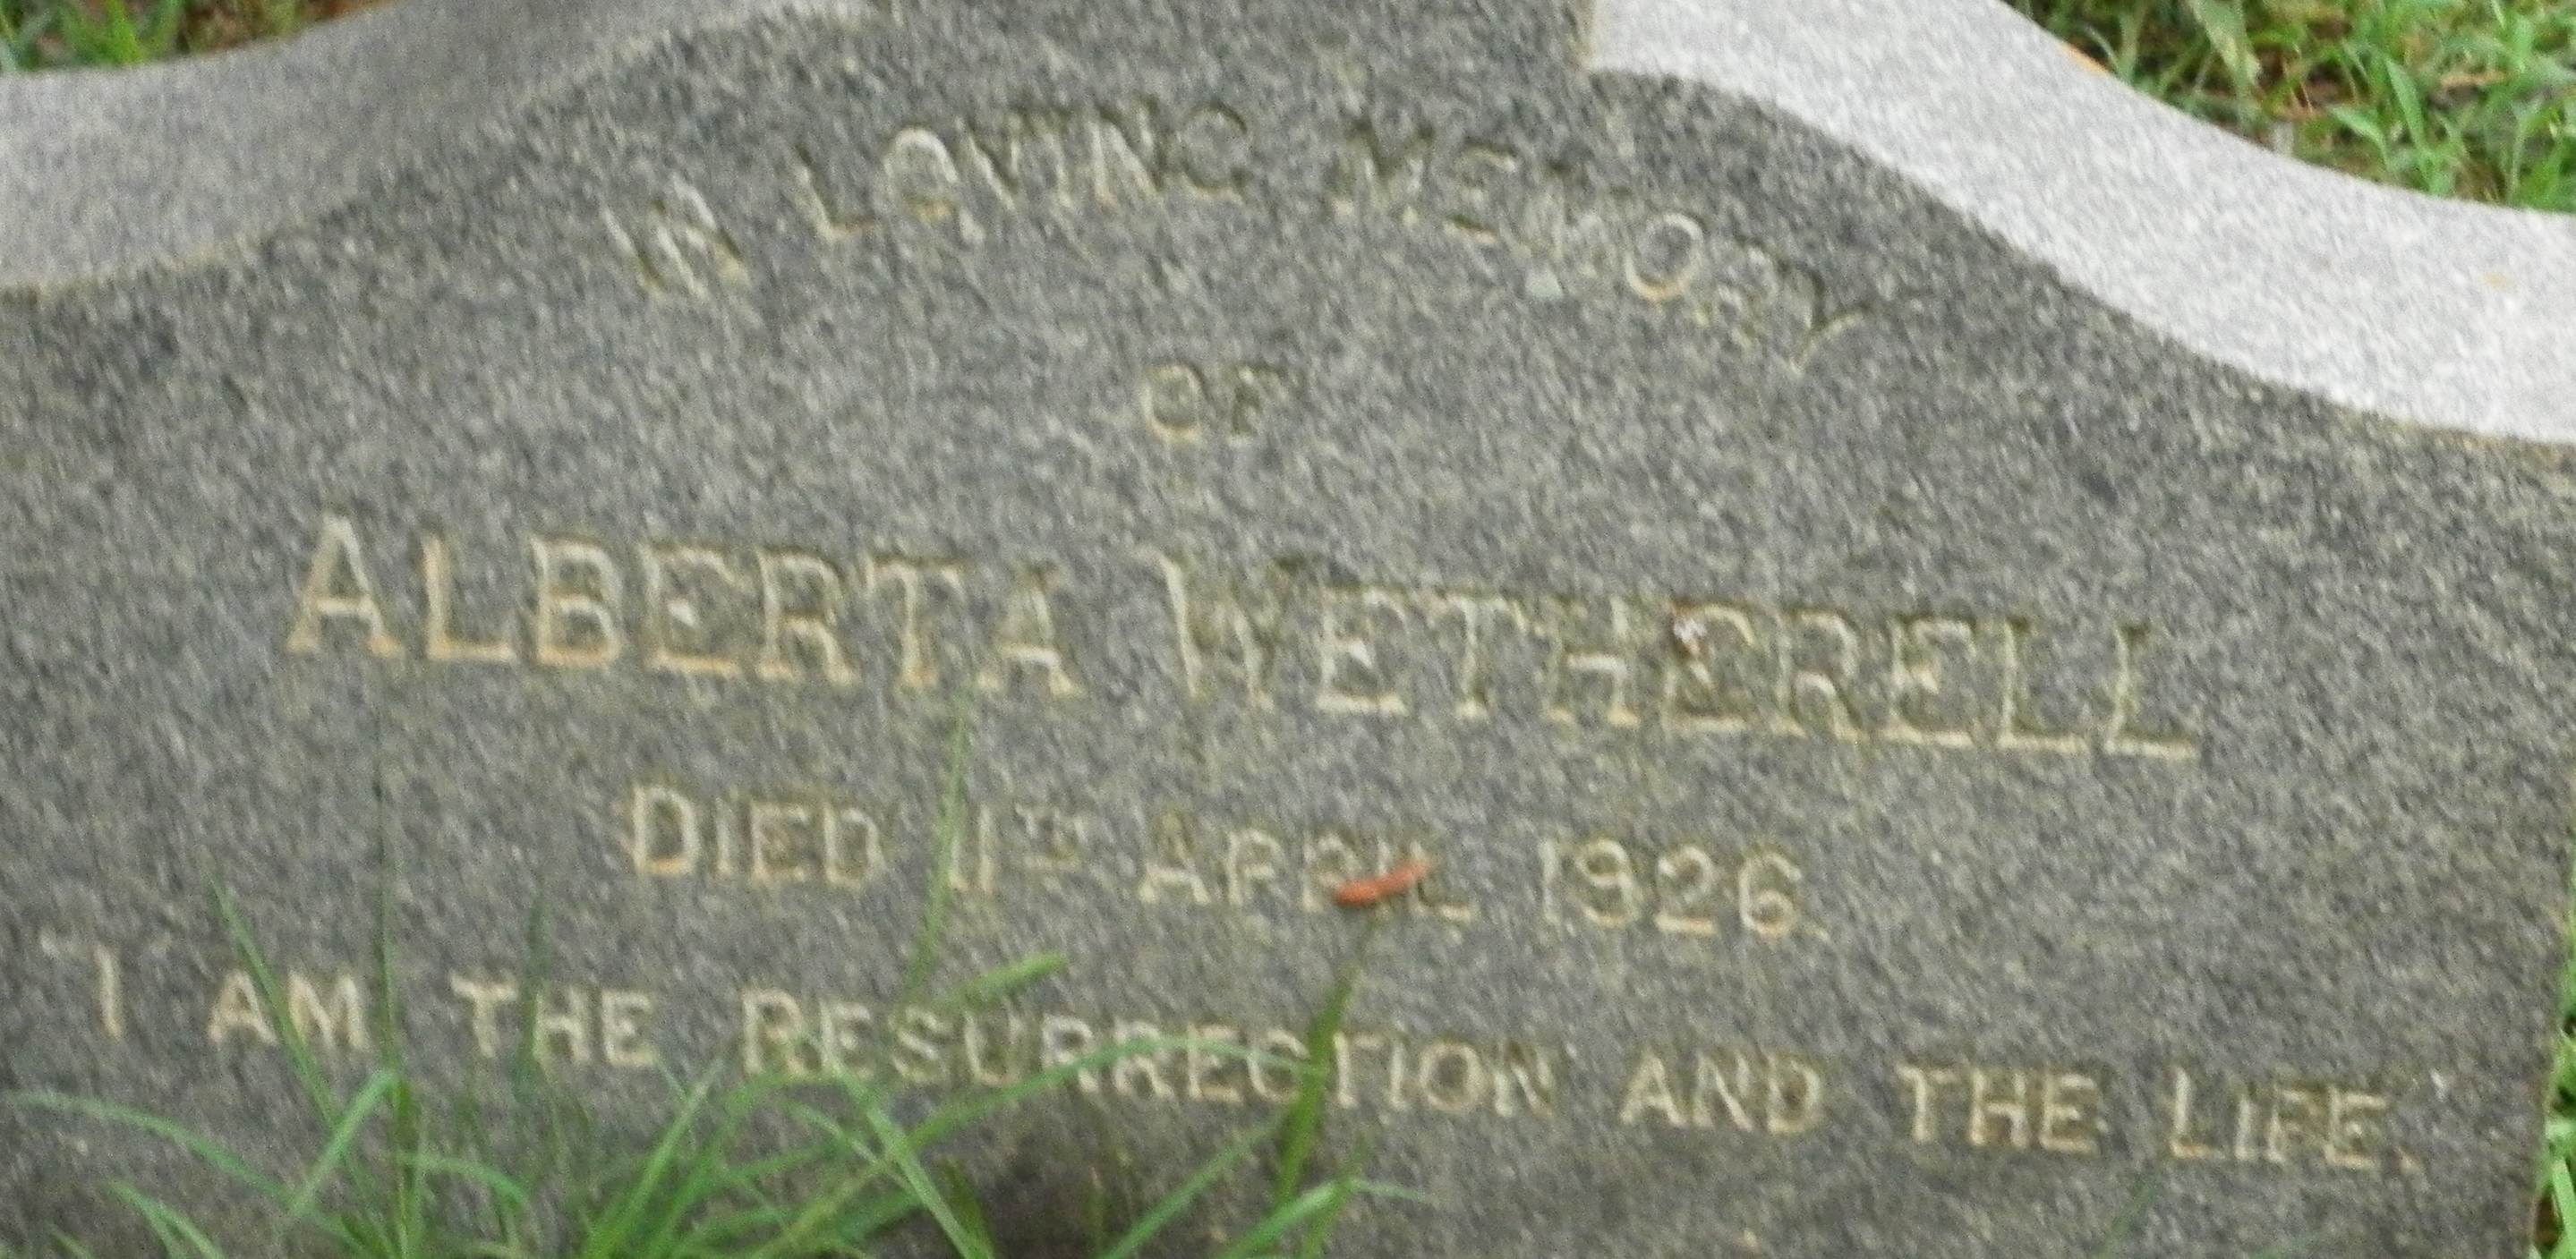 IN LOVING MEMORY
OF
ALBERTA WETHERELL
DIED 11TH APRIL 1926.
"I AM THE RESURRECTION AND THE LIFE."